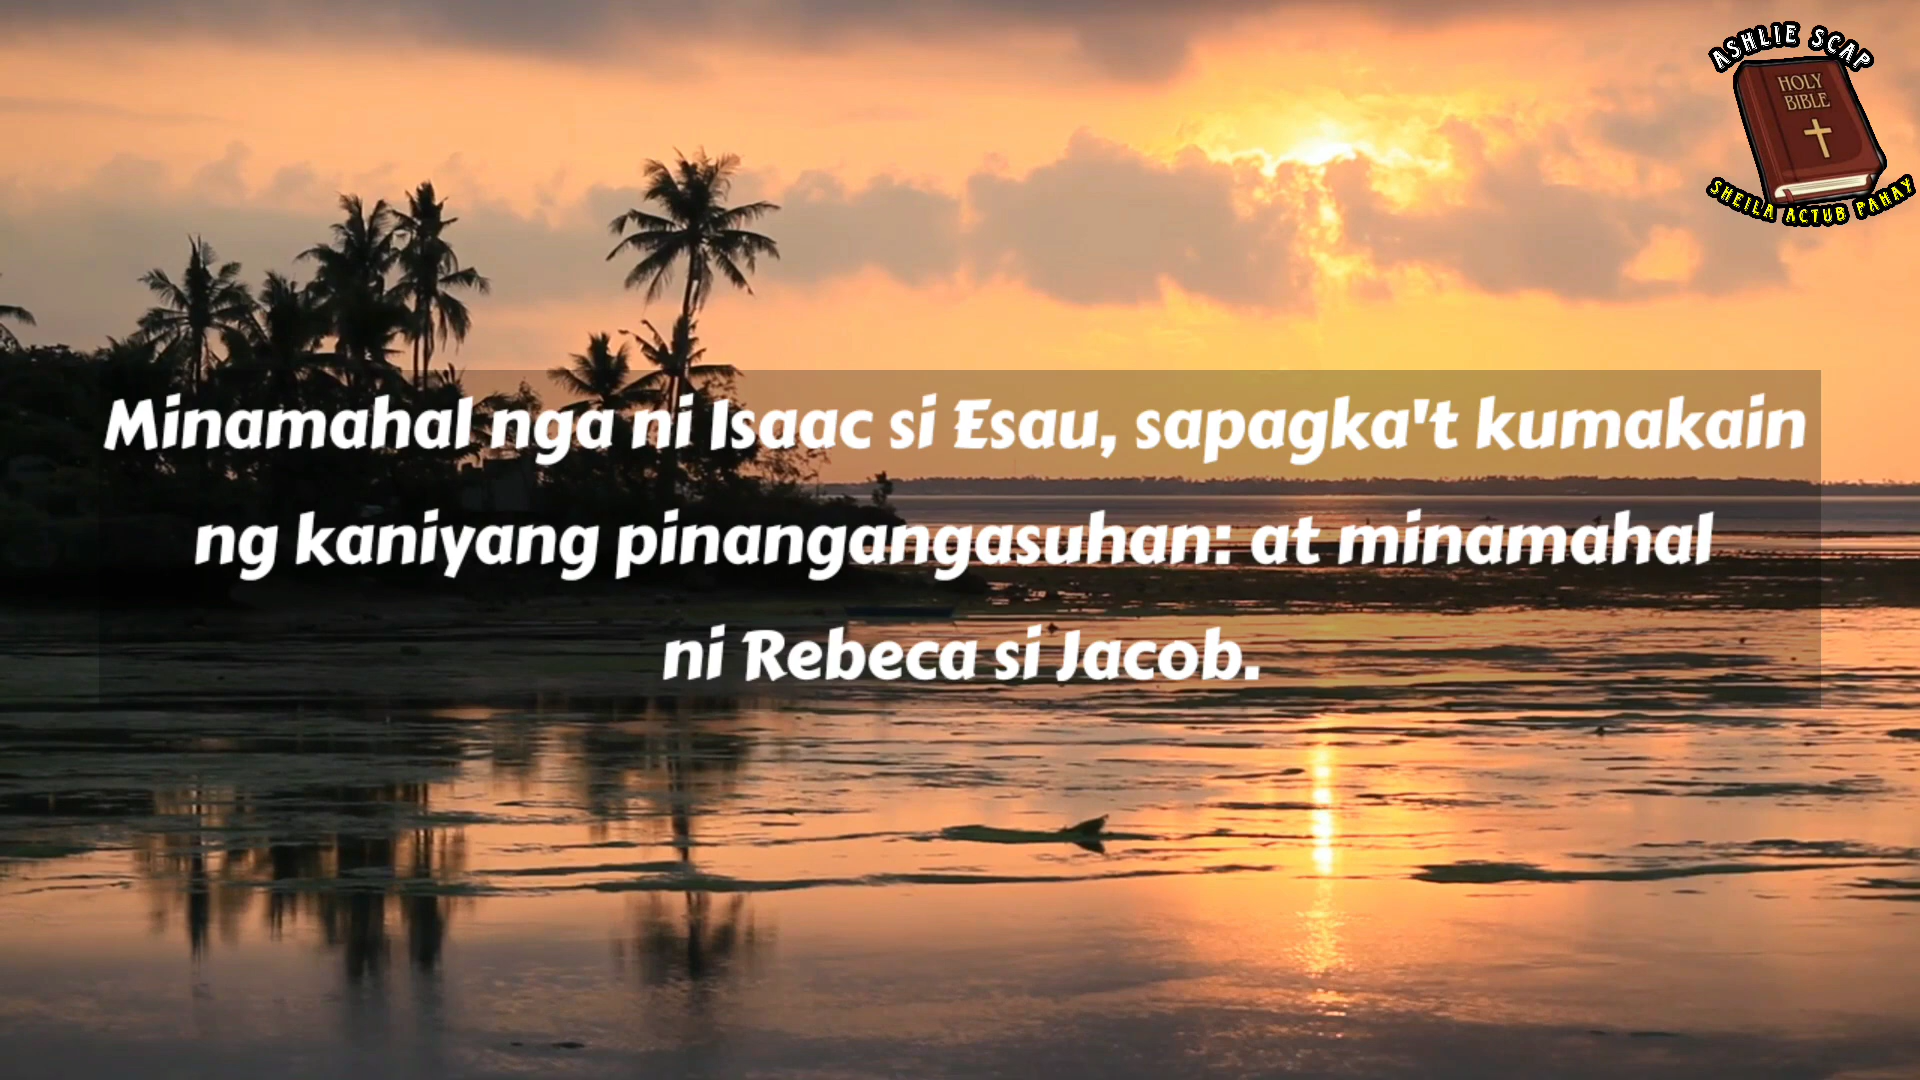 ASHLIE SCAP
HOLY
BIBLE
SHEILA ACTUB PAHAY
Minamahal nga ni Isaac si Esau, sapagka't kumakain
ng kaniyang pinangangasuhan: at minamahal
ni Rebeca si Jacob.